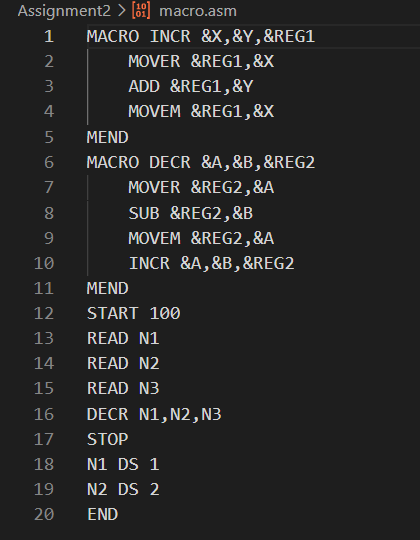 Assignment2 > macro.asm
1 MACRO INCR &X,&Y,&REG1
2     MOVER &REG1,&X
3     ADD &REG1,&Y
4     MOVEM &REG1,&X
5 MEND
6 MACRO DECR &A,&B,&REG2
7     MOVER &REG2,&A
8     SUB &REG2,&B
9     MOVEM &REG2,&A
10     INCR &A,&B,&REG2
11 MEND
12 START 100
13 READ N1
14 READ N2
15 READ N3
16 DECR N1,N2,N3
17 STOP
18 N1 DS 1
19 N2 DS 2
20 END